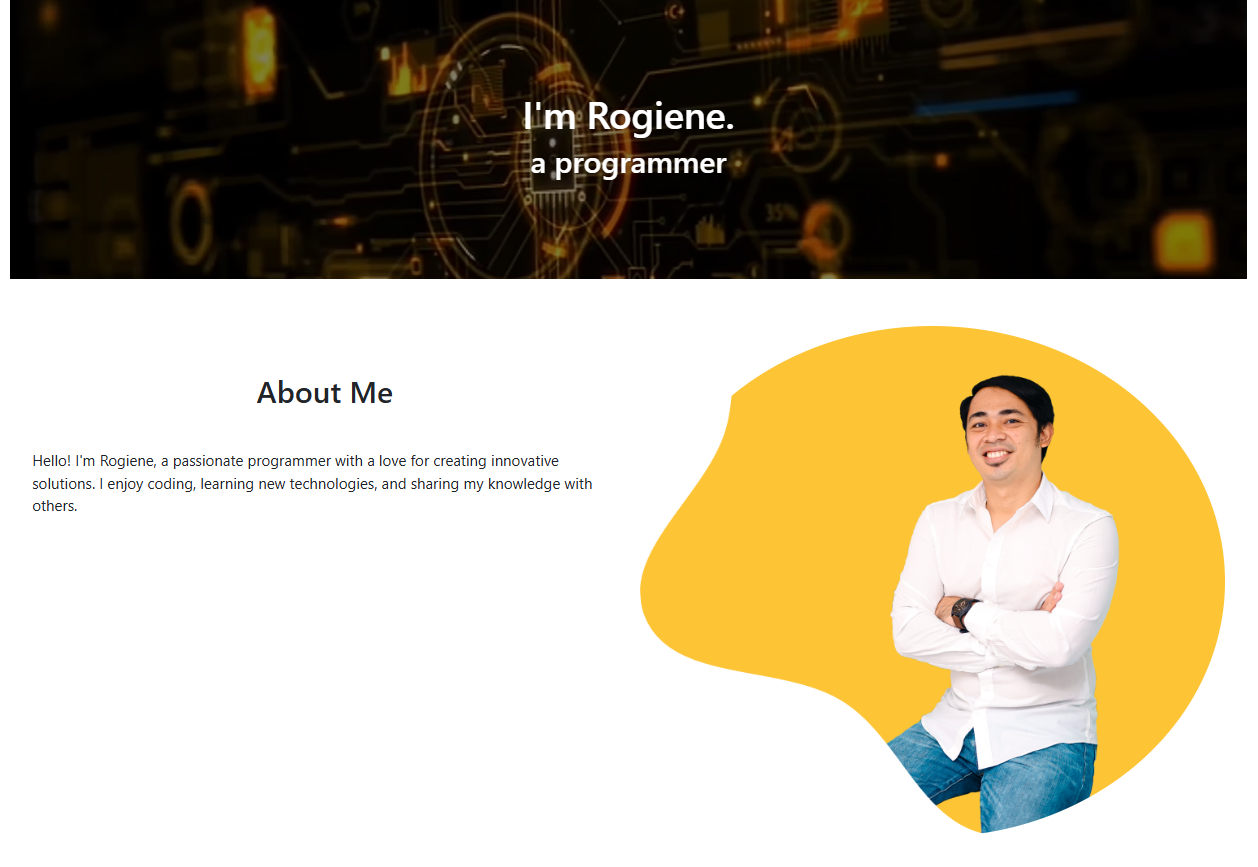 I'm Rogiene.
a programmer
35%
About Me
Hello! I'm Rogiene, a passionate programmer with a love for creating innovative
solutions. I enjoy coding, learning new technologies, and sharing my knowledge with
others.